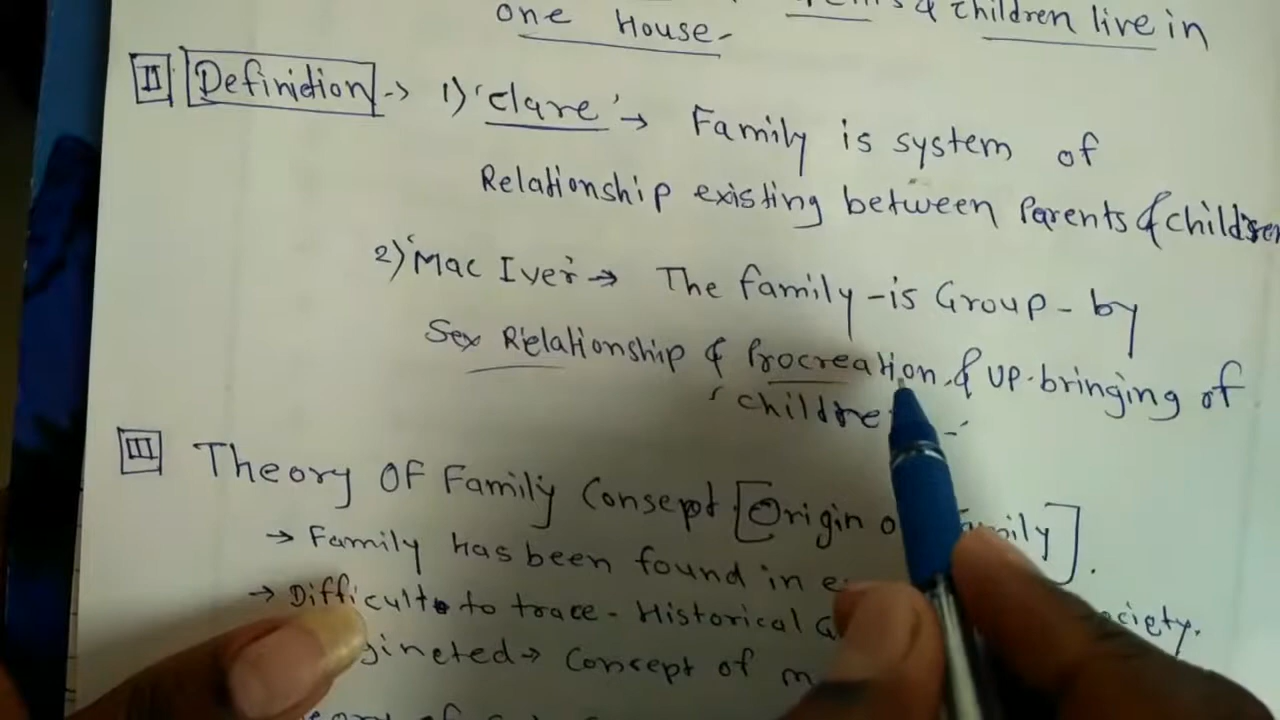 & children live in
one House-
II Definition -> 1) 'clare' → Family is system of
Relationship existing between Parents & children
2) 'Mac Iver' → The family - is Group - by
Sex Relationship & Procreation & up-bringing of
children
III Theory OF Family Consept [Origin
→ Family has been found in
→ Difficult to trace - Historical
gineted → Concept of